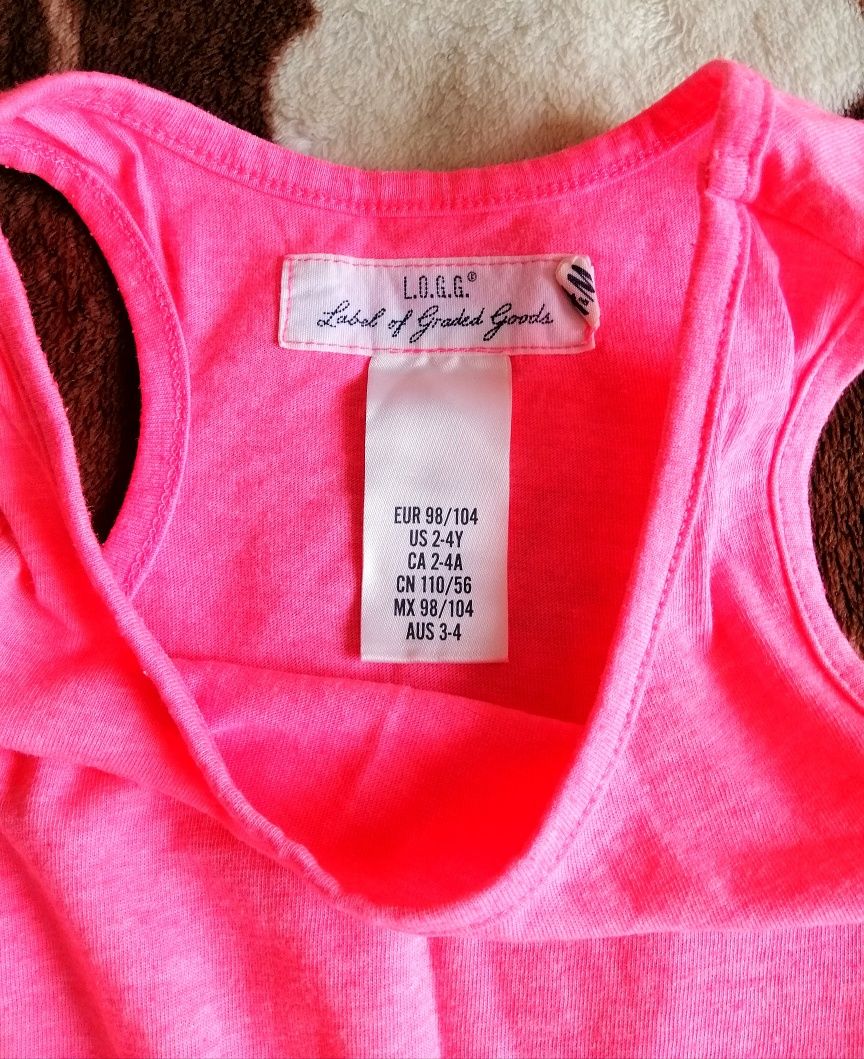 L.O.G.G.®
Label of Graded Goods
EUR 98/104
US 2-4Y
CA 2-4A
CN 110/56
MX 98/104
AUS 3-4